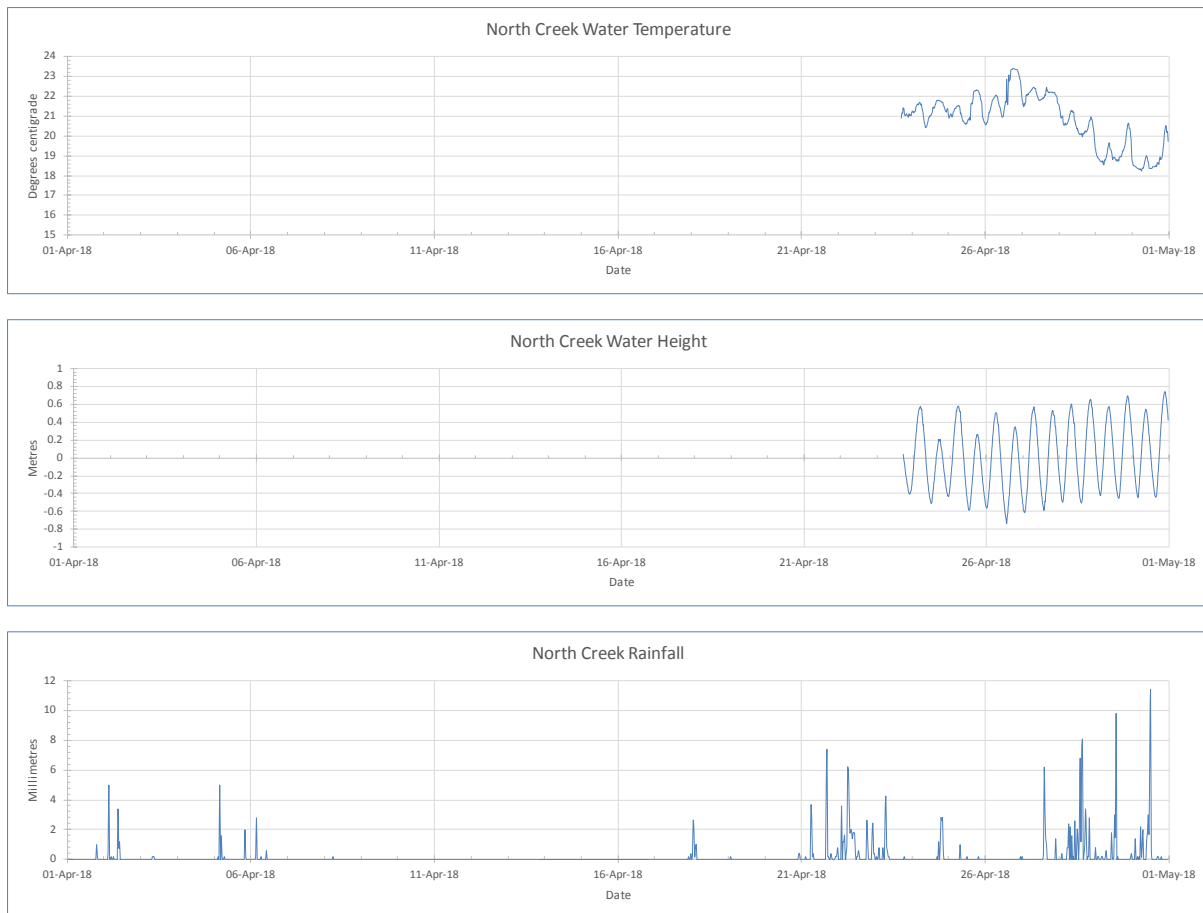 North Creek Water Temperature
24
23
22
21
20
19
18
17
16
15
Degrees centigrade
01-Apr-18 06-Apr-18 11-Apr-18 16-Apr-18 21-Apr-18 26-Apr-18 01-May-18
Date
North Creek Water Height
1
0.8
0.6
0.4
0.2
0
-0.2
-0.4
-0.6
-0.8
-1
Metres
01-Apr-18 06-Apr-18 11-Apr-18 16-Apr-18 21-Apr-18 26-Apr-18 01-May-18
Date
North Creek Rainfall
12
10
8
6
4
2
0
Millimetres
01-Apr-18 06-Apr-18 11-Apr-18 16-Apr-18 21-Apr-18 26-Apr-18 01-May-18
Date